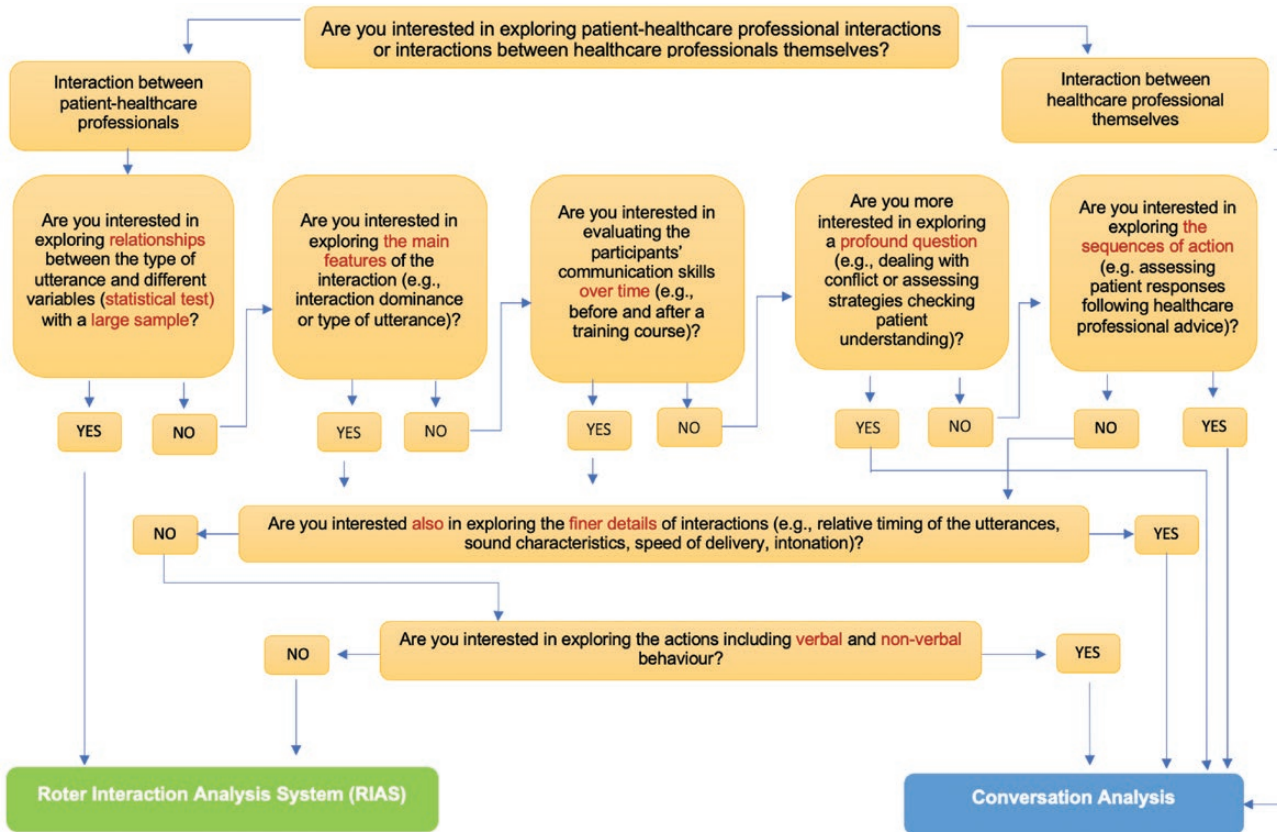 Are you interested in exploring patient-healthcare professional interactions
or interactions between healthcare professionals themselves?
Interaction between
patient-healthcare
professionals
Interaction between
healthcare professional
themselves
Are you interested in
exploring relationships
between the type of
utterance and different
variables (statistical test)
with a large sample?
Are you interested in
exploring the main
features of the
interaction (e.g.,
interaction dominance
or type of utterance)?
Are you interested in
evaluating the
participants'
communication skills
over time (e.g.,
before and after a
training course)?
Are you more
interested in exploring
a profound question
(e.g., dealing with
conflict or assessing
strategies checking
patient
understanding)?
Are you interested in
exploring the
sequences of action
(e.g. assessing
patient responses
following healthcare
professional advice)?
YES
NO
YES
NO
YES
NO
YES
NO
NO
YES
NO
Are you interested also in exploring the finer details of interactions (e.g., relative timing of the utterances,
sound characteristics, speed of delivery, intonation)?
YES
NO
Are you interested in exploring the actions including verbal and non-verbal
behaviour?
YES
Roter Interaction Analysis System (RIAS)
Conversation Analysis